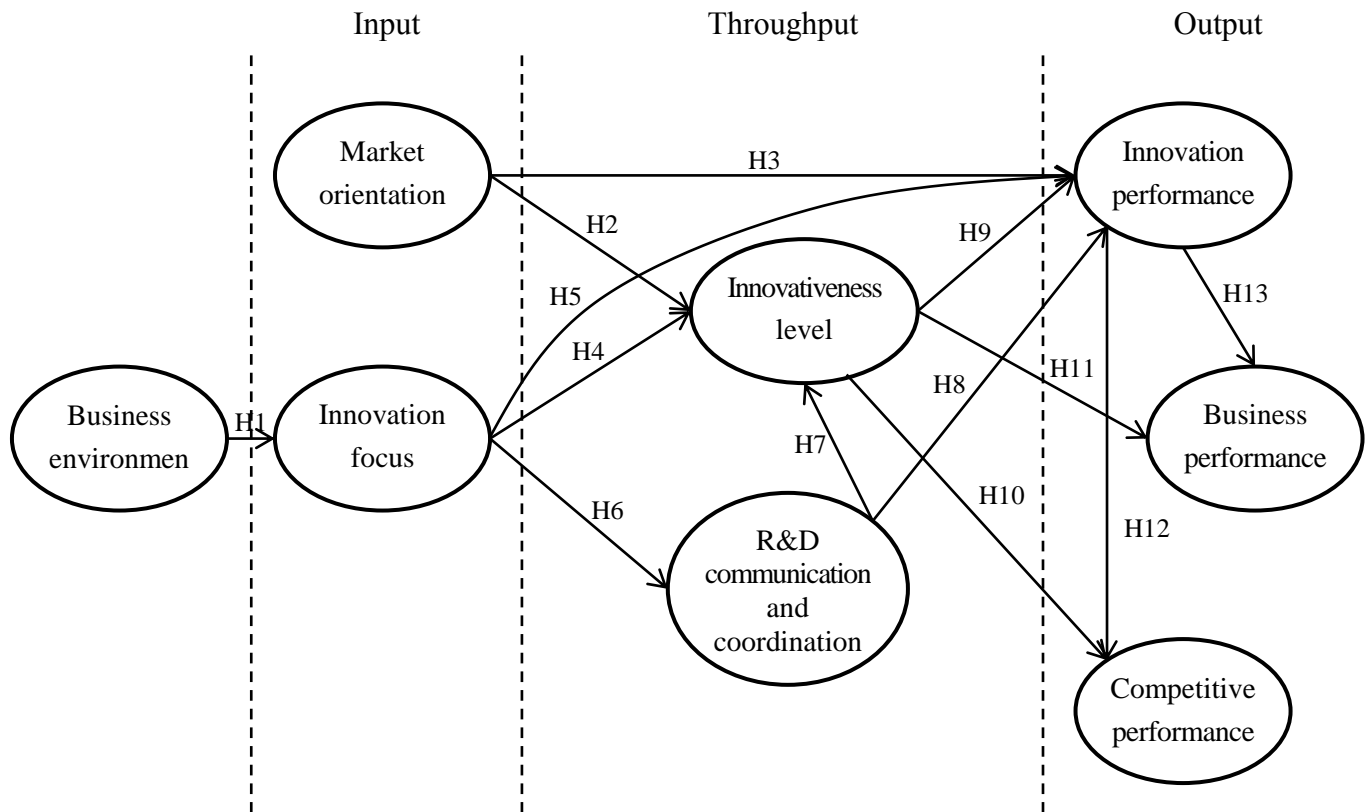 Input
Throughput
Output
Market
orientation
Innovation
performance
H3
H2
H9
Innovativeness
level
H5
H13
H4
H11
H8
Business
environmen
H1
Innovation
focus
Business
performance
H7
H10
H6
H12
R&D
communication
and
coordination
Competitive
performance